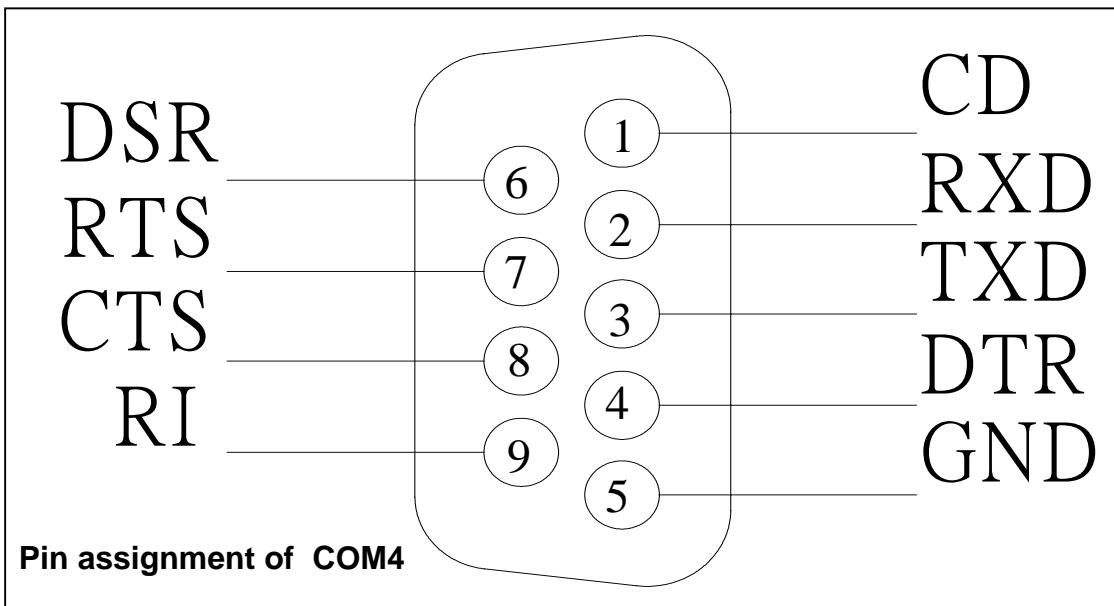 DSR
RTS
CTS
RI
6
7
8
9
1
2
3
4
5
CD
RXD
TXD
DTR
GND
Pin assignment of COM4